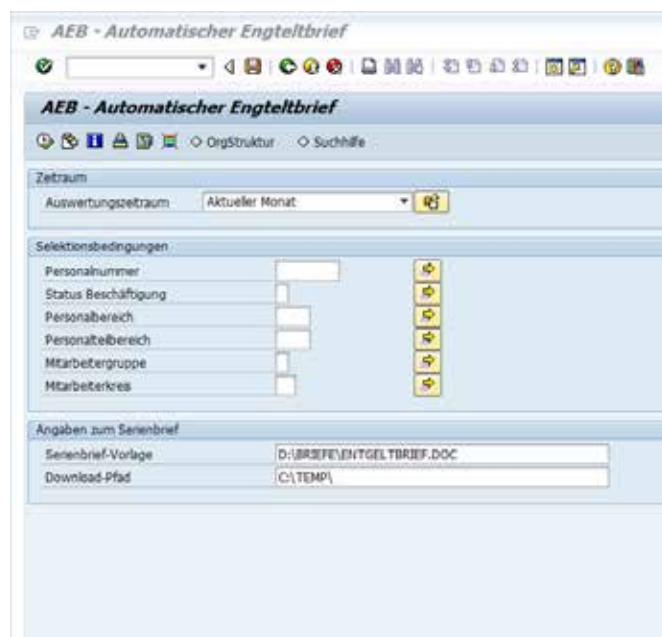 AEB - Automatischer Engteltbrief
AEB - Automatischer Engteltbrief
OrgStruktur Suchhilfe
Zeitraum
Auswertungszeitraum Aktueller Monat
Selektionsbedingungen
Personalnummer
Status Beschäftigung
Personalbereich
Personalteilbereich
Mitarbeitergruppe
Mitarbeiterkreis
Angaben zum Serienbrief
Serienbrief-Vorlage D:\BRIEFE\ENTGELTBRIEF.DOC
Download-Pfad C:\TEMP\